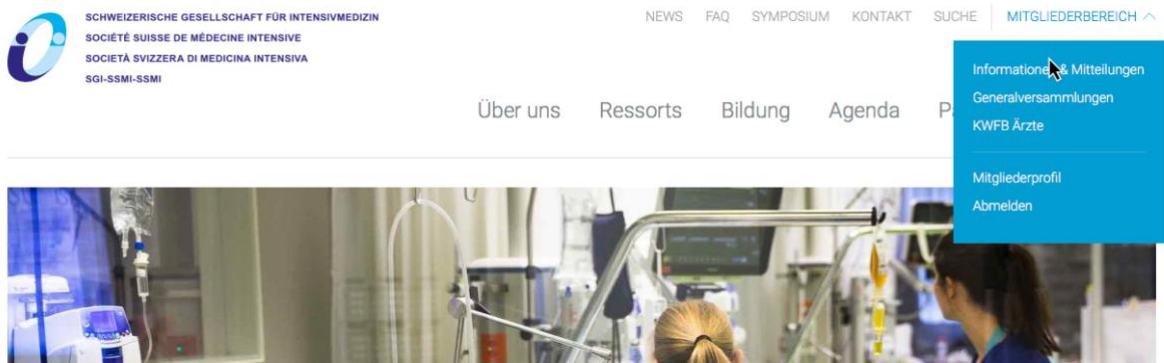 SCHWEIZERISCHE GESELLSCHAFT FÜR INTENSIVMEDIZIN
SOCIÉTÉ SUISSE DE MÉDECINE INTENSIVE
SOCIETÀ SVIZZERA DI MEDICINA INTENSIVA
SGI-SSMI-SSMI
NEWS FAQ SYMPOSIUM KONTAKT SUCHE MITGLIEDERBEREICH
Über uns Ressorts Bildung Agenda
Informationen & Mitteilungen
Generalversammlungen
KWFB Ärzte
Mitgliederprofil
Abmelden